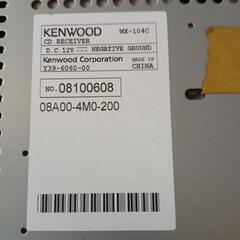 KENWOOD WX-104C
CD RECEIVER
D.C.12V NEGATIVE GROUND
Kenwood Corporation MADE IN
Y39-6060-00 CHINA
NO. 08100608
08A00-4M0-200